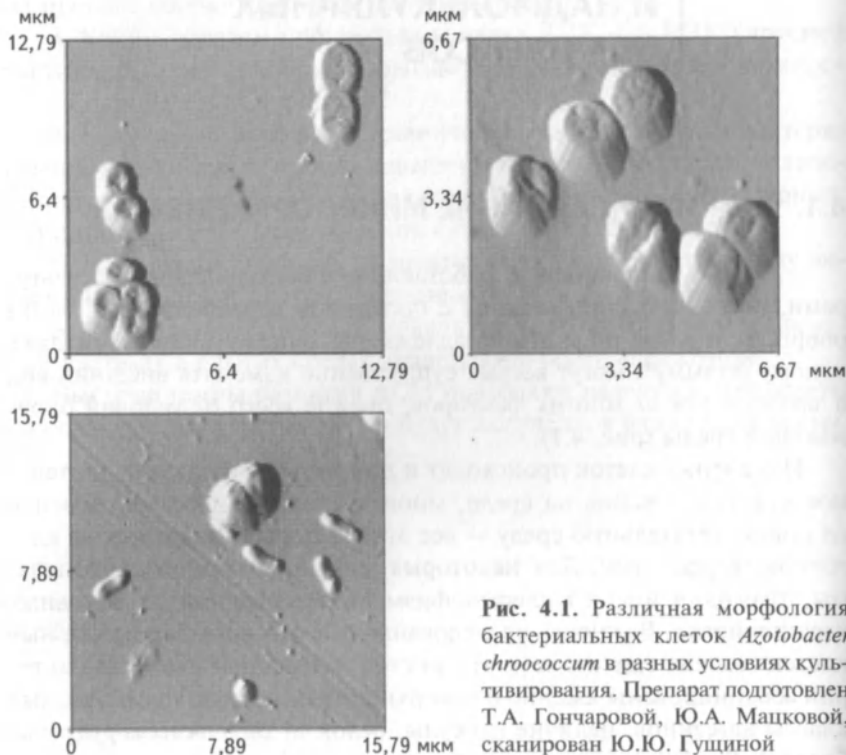 мкм
12,79
6,4
0
0
6,4
12,79
мкм
6,67
3,34
0
0
3,34
6,67
15,79
7,89
0
0
7,89
15,79 мкм
Рис. 4.1. Различная морфология
бактериальных клеток Azotobacter
chroococcum в разных условиях куль-
тивирования. Препарат подготовлен
Т.А. Гончаровой, Ю.А. Мацковой,
сканирован Ю.Ю. Гущиной